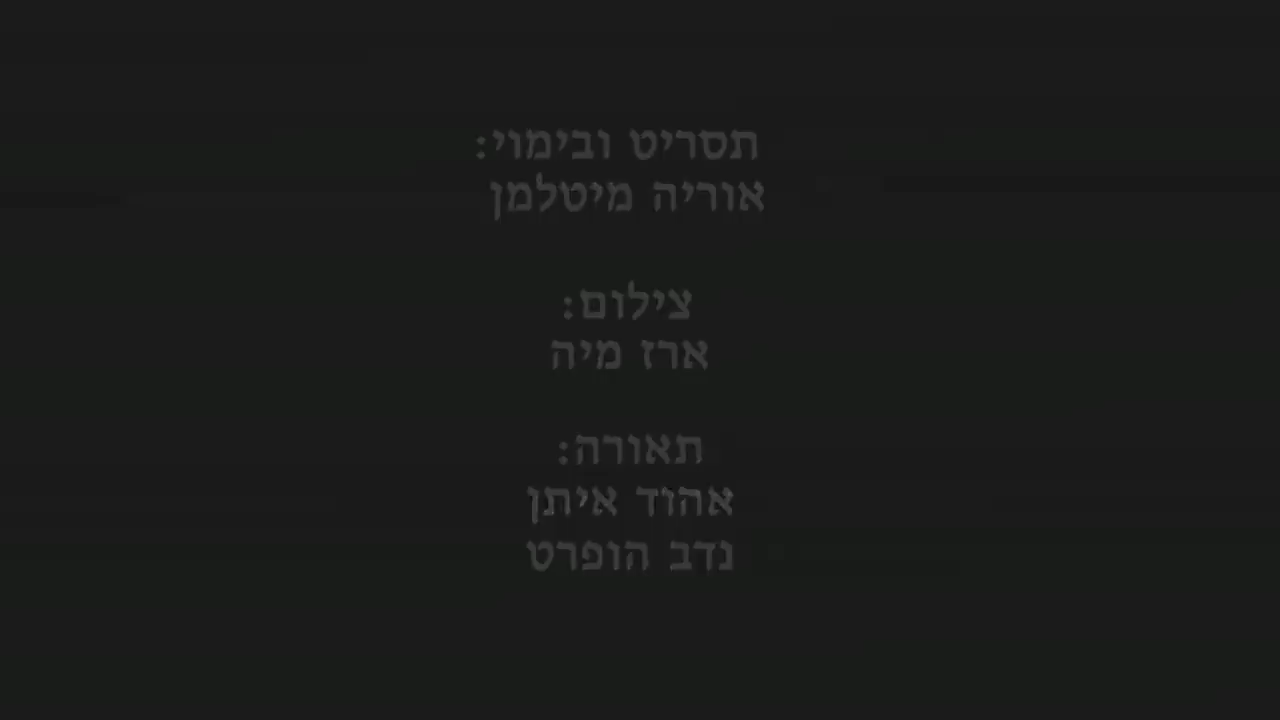 תסריט ובימוי:
אוריה מיטלמן
צילום:
ארז מיה
תאורה:
אהוד איתן
נדב הופרט